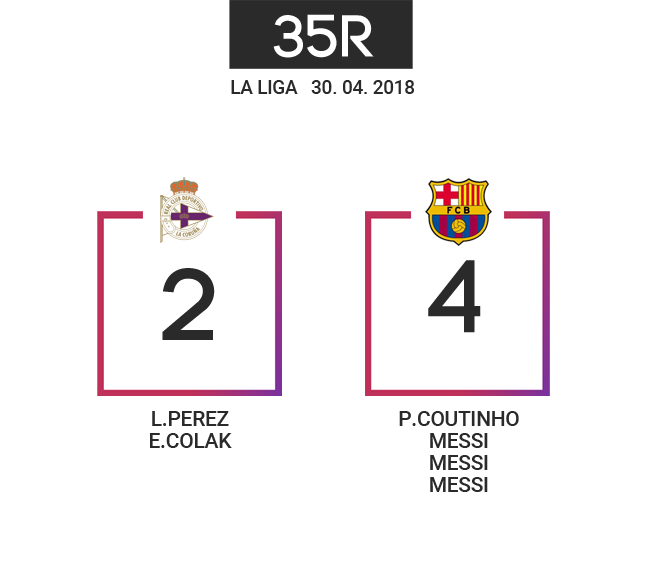 35R
LA LIGA 30. 04. 2018
REAL CLUB DEPORTIVO
LA CORUÑA
FCB
2
4
L.PEREZ
E.COLAK
P.COUTINHO
MESSI
MESSI
MESSI